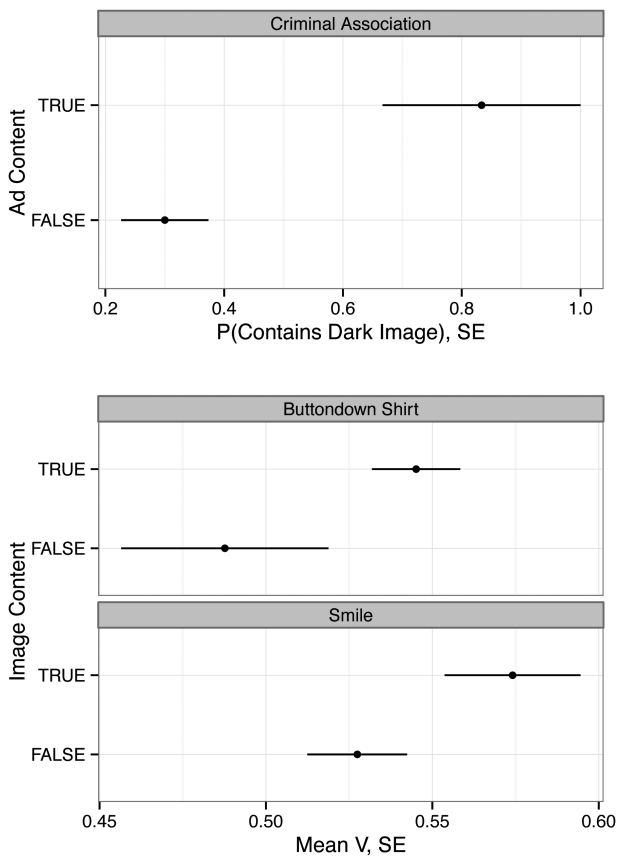 Criminal Association
TRUE
FALSE
Ad Content
0.2 0.4 0.6 0.8 1.0
P(Contains Dark Image), SE
Buttondown Shirt
TRUE
FALSE
Image Content
Smile
TRUE
FALSE
0.45 0.50 0.55 0.60
Mean V, SE